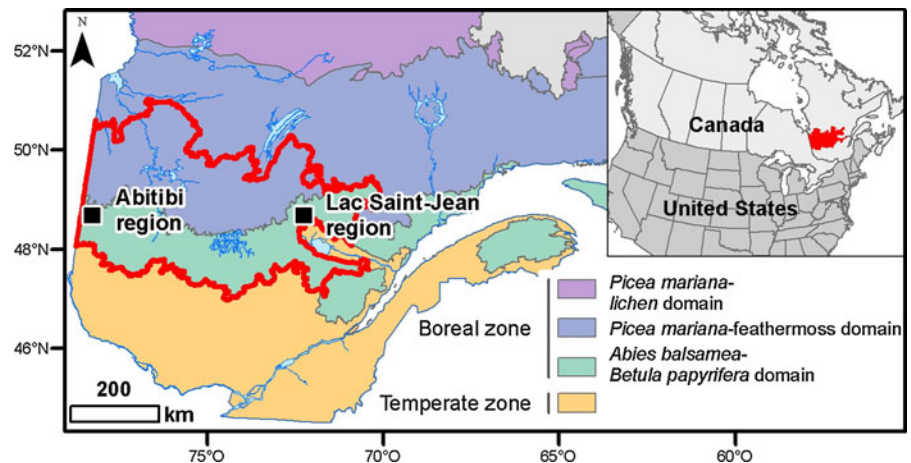 N
52°N
50°N
48°N
46°N
Abitibi
region
Lac Saint-Jean
region
Canada
United States
Picea mariana-
lichen domain
Boreal zone
Picea mariana-feathermoss domain
Abies balsamea-
Betula papyrifera domain
Temperate zone
200
km
75°O
70°O
65°O
60°O